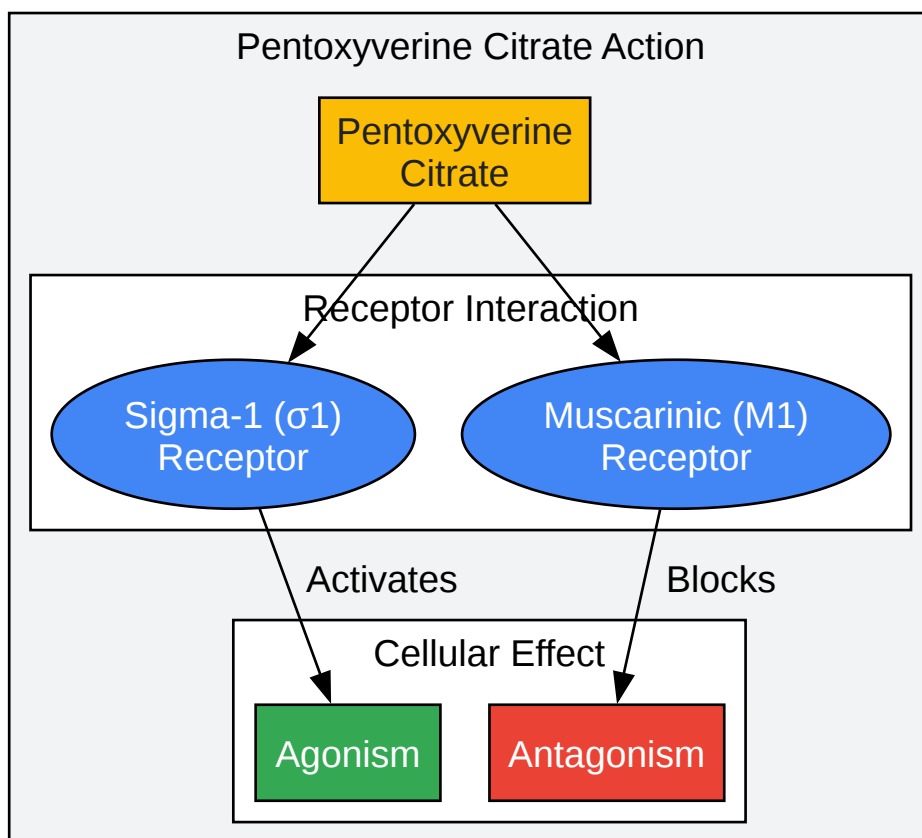 Pentoxyverine Citrate Action
Pentoxyverine
Citrate
Receptor Interaction
Sigma-1 (σ1)
Receptor
Muscarinic (M1)
Receptor
Activates
Blocks
Cellular Effect
Agonism
Antagonism